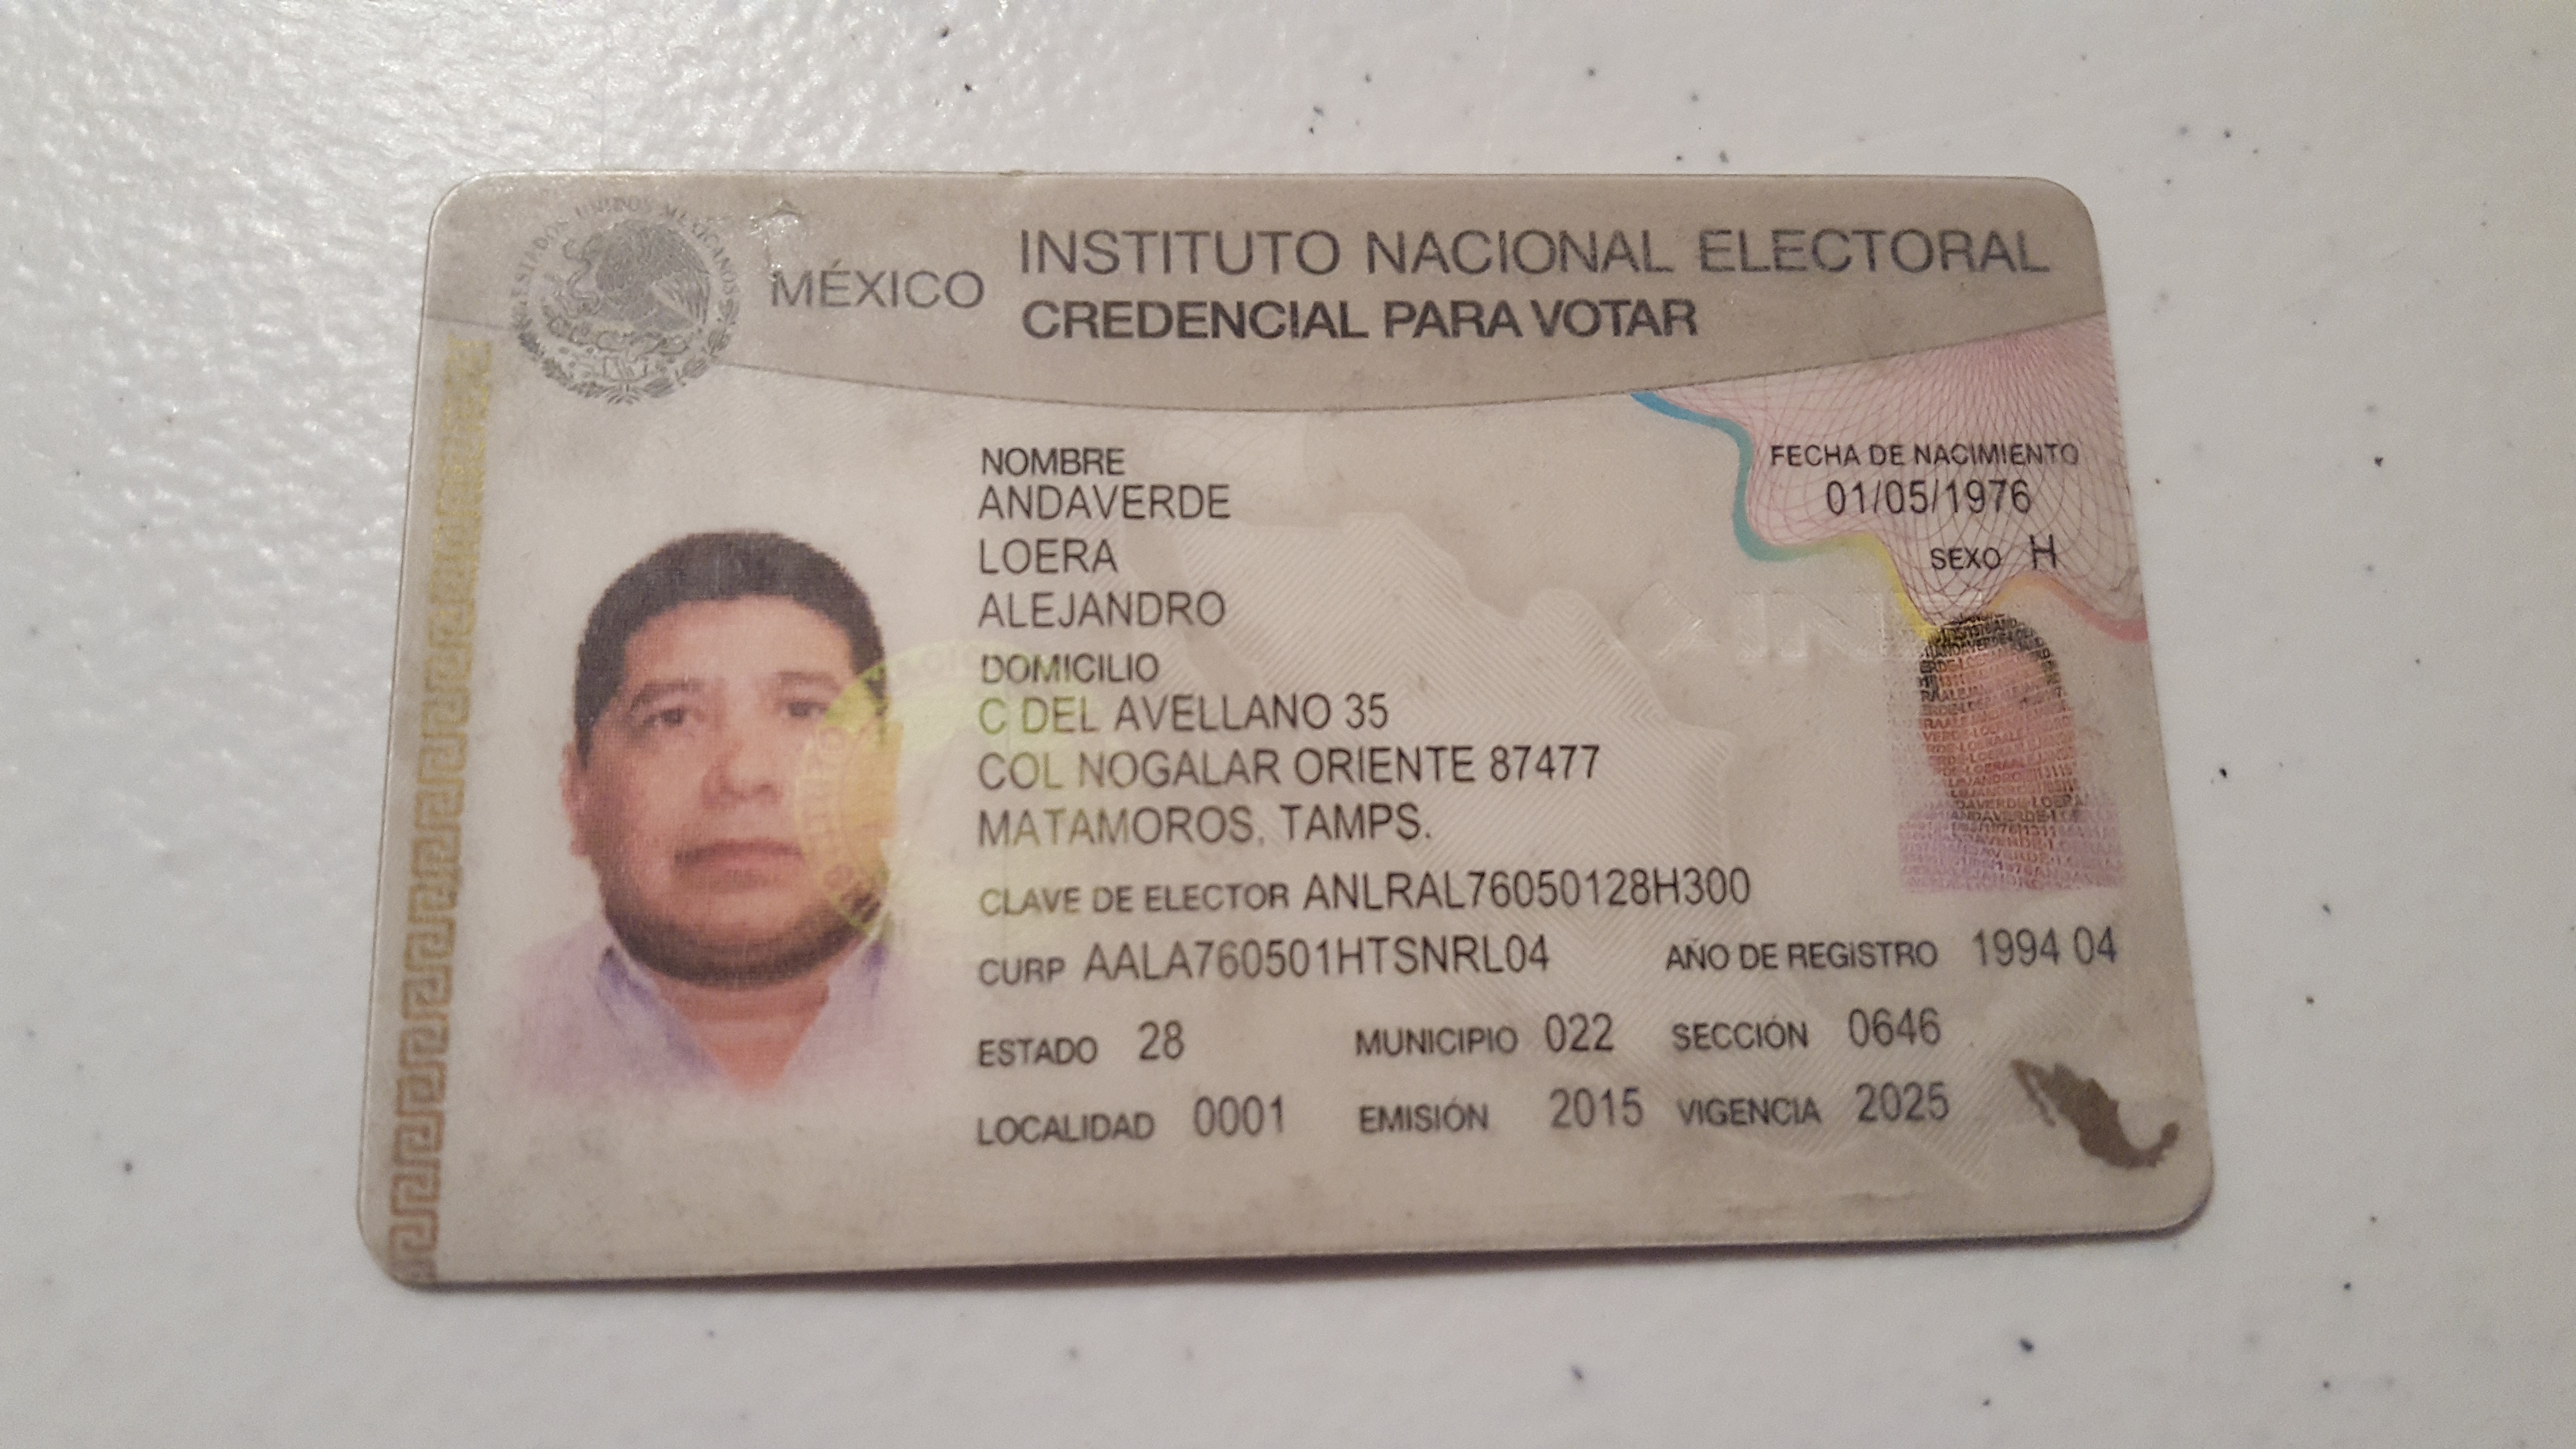 MÉXICO INSTITUTO NACIONAL ELECTORAL
CREDENCIAL PARA VOTAR
ESTADOS UNIDOS MEXICANOS
NOMBRE
ANDAVERDE
LOERA
ALEJANDRO
FECHA DE NACIMIENTO
01/05/1976
SEXO H
DOMICILIO
C DEL AVELLANO 35
COL NOGALAR ORIENTE 87477
MATAMOROS, TAMPS.
CLAVE DE ELECTOR ANLRAL76050128H300
CURP AALA760501HTSNRL04 AÑO DE REGISTRO 1994 04
ESTADO 28 MUNICIPIO 022 SECCIÓN 0646
LOCALIDAD 0001 EMISIÓN 2015 VIGENCIA 2025